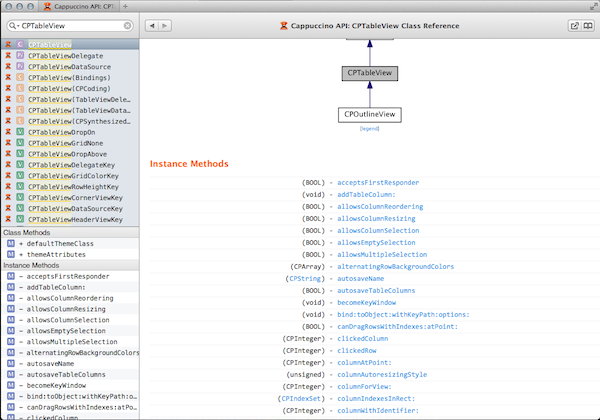 Cappuccino API: CPT
CPTableView
Cappuccino API: CPTableView Class Reference
CPTableView
CPTableViewDelegate
CPTableViewDataSource
CPTableView(Bindings)
CPTableView(CPCoding)
CPTableView(TableViewDele…
CPTableView(TableViewData…
CPTableView(CPSynthesized…
CPTableViewDropOn
CPTableViewGridNone
CPTableViewDropAbove
CPTableViewDelegateKey
CPTableViewGridColorKey
CPTableViewRowHeightKey
CPTableViewCornerViewKey
CPTableViewDataSourceKey
CPTableViewHeaderViewKey
Class Methods
M + defaultThemeClass
M + themeAttributes
Instance Methods
M – acceptsFirstResponder
M – addTableColumn:
M – allowsColumnReordering
M – allowsColumnResizing
M – allowsColumnSelection
M – allowsEmptySelection
M – allowsMultipleSelection
M – alternatingRowBackgroundColors
M – autosaveName
M – autosaveTableColumns
M – becomeKeyWindow
M – bind:toObject:withKeyPath:o…
M – canDragRowsWithIndexes:atP…
M – clickedColumn
CPTableView
CPOutlineView
[legend]
Instance Methods
(BOOL) - acceptsFirstResponder
(void) - addTableColumn:
(BOOL) - allowsColumnReordering
(BOOL) - allowsColumnResizing
(BOOL) - allowsColumnSelection
(BOOL) - allowsEmptySelection
(BOOL) - allowsMultipleSelection
(CPArray) - alternatingRowBackgroundColors
(CPString) - autosaveName
(BOOL) - autosaveTableColumns
(void) - becomeKeyWindow
(void) - bind:toObject:withKeyPath:options:
(BOOL) - canDragRowsWithIndexes:atPoint:
(CPInteger) - clickedColumn
(CPInteger) - clickedRow
(CPInteger) - columnAtPoint:
(unsigned) - columnAutoresizingStyle
(CPInteger) - columnForView:
(CPIndexSet) - columnIndexesInRect:
(CPInteger) - columnWithIdentifier: